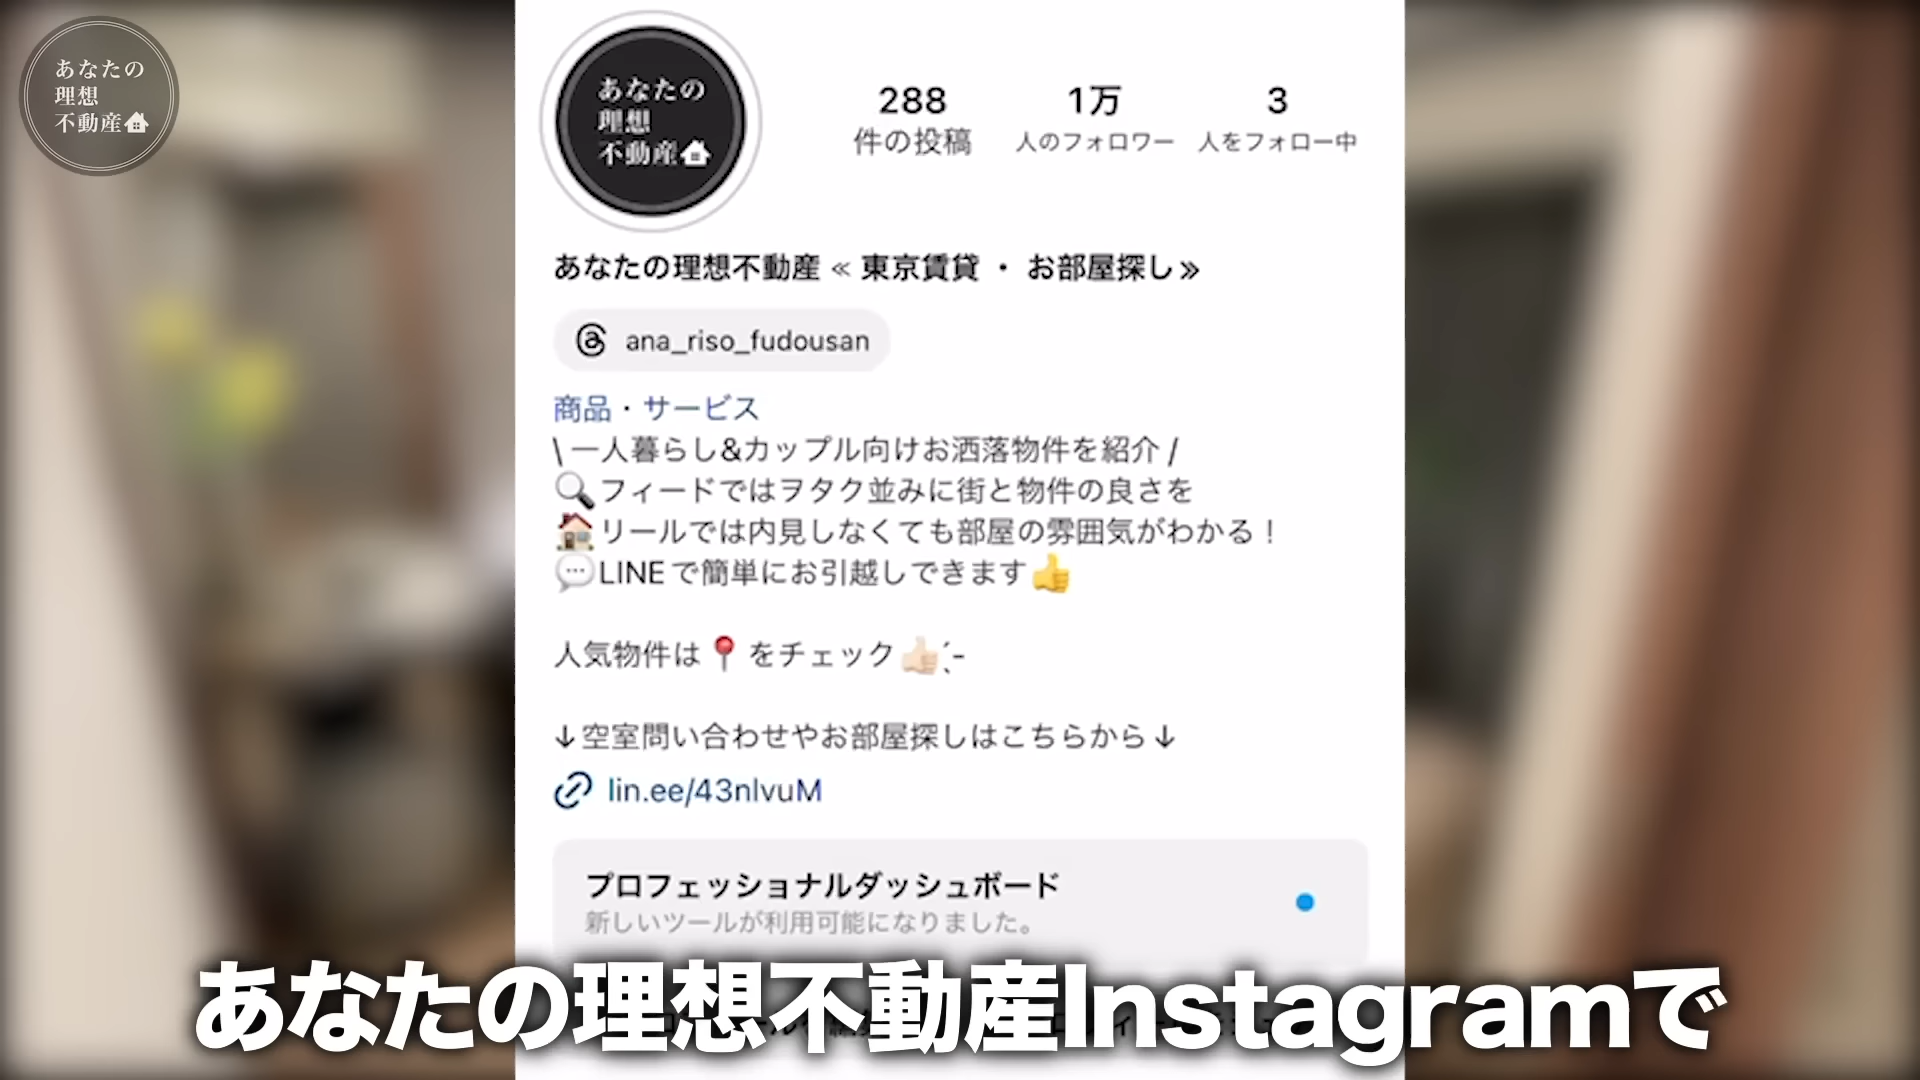 あなたの
理想
不動産
あなたの
理想
不動産
288
件の投稿
1万
人のフォロワー
3
人をフォロー中
あなたの理想不動産 ≪ 東京賃貸 ・ お部屋探し≫
ana_riso_fudousan
商品・サービス
\ 一人暮らし&カップル向けお洒落物件を紹介 /
🔍フィードではヲタク並みに街と物件の良さを
🏠リールでは内見しなくても部屋の雰囲気がわかる！
💬LINEで簡単にお引越しできます👍
人気物件は📍をチェック👍🏻 ̖́-
↓空室問い合わせやお部屋探しはこちらから↓
lin.ee/43nlvuM
プロフェッショナルダッシュボード
新しいツールが利用可能になりました。
あなたの理想不動産Instagramで